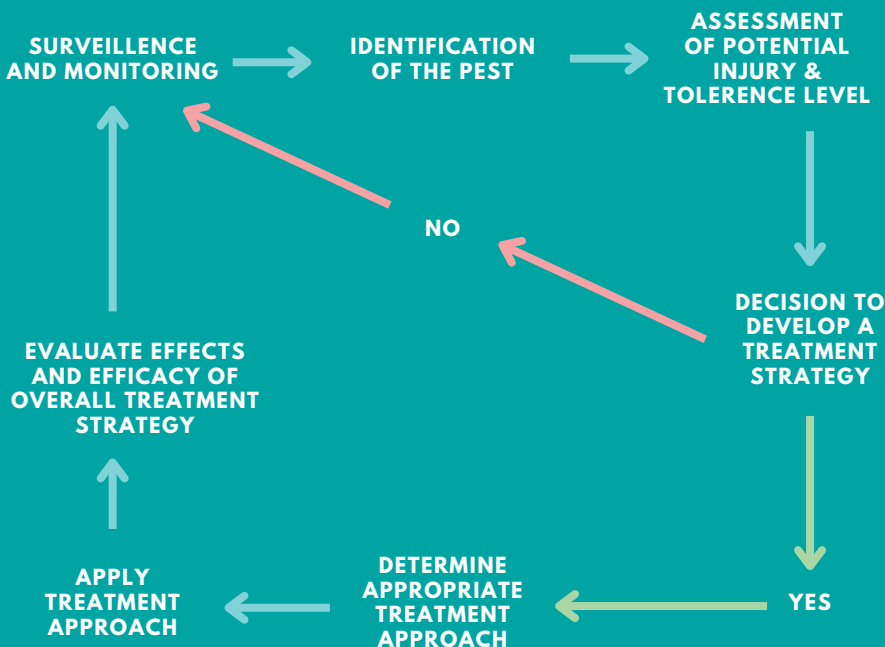 SURVEILLENCE
AND MONITORING
IDENTIFICATION
OF THE PEST
ASSESSMENT
OF POTENTIAL
INJURY &
TOLERENCE LEVEL
NO
DECISION TO
DEVELOP A
TREATMENT
STRATEGY
YES
DETERMINE
APPROPRIATE
TREATMENT
APPROACH
APPLY
TREATMENT
APPROACH
EVALUATE EFFECTS
AND EFFICACY OF
OVERALL TREATMENT
STRATEGY